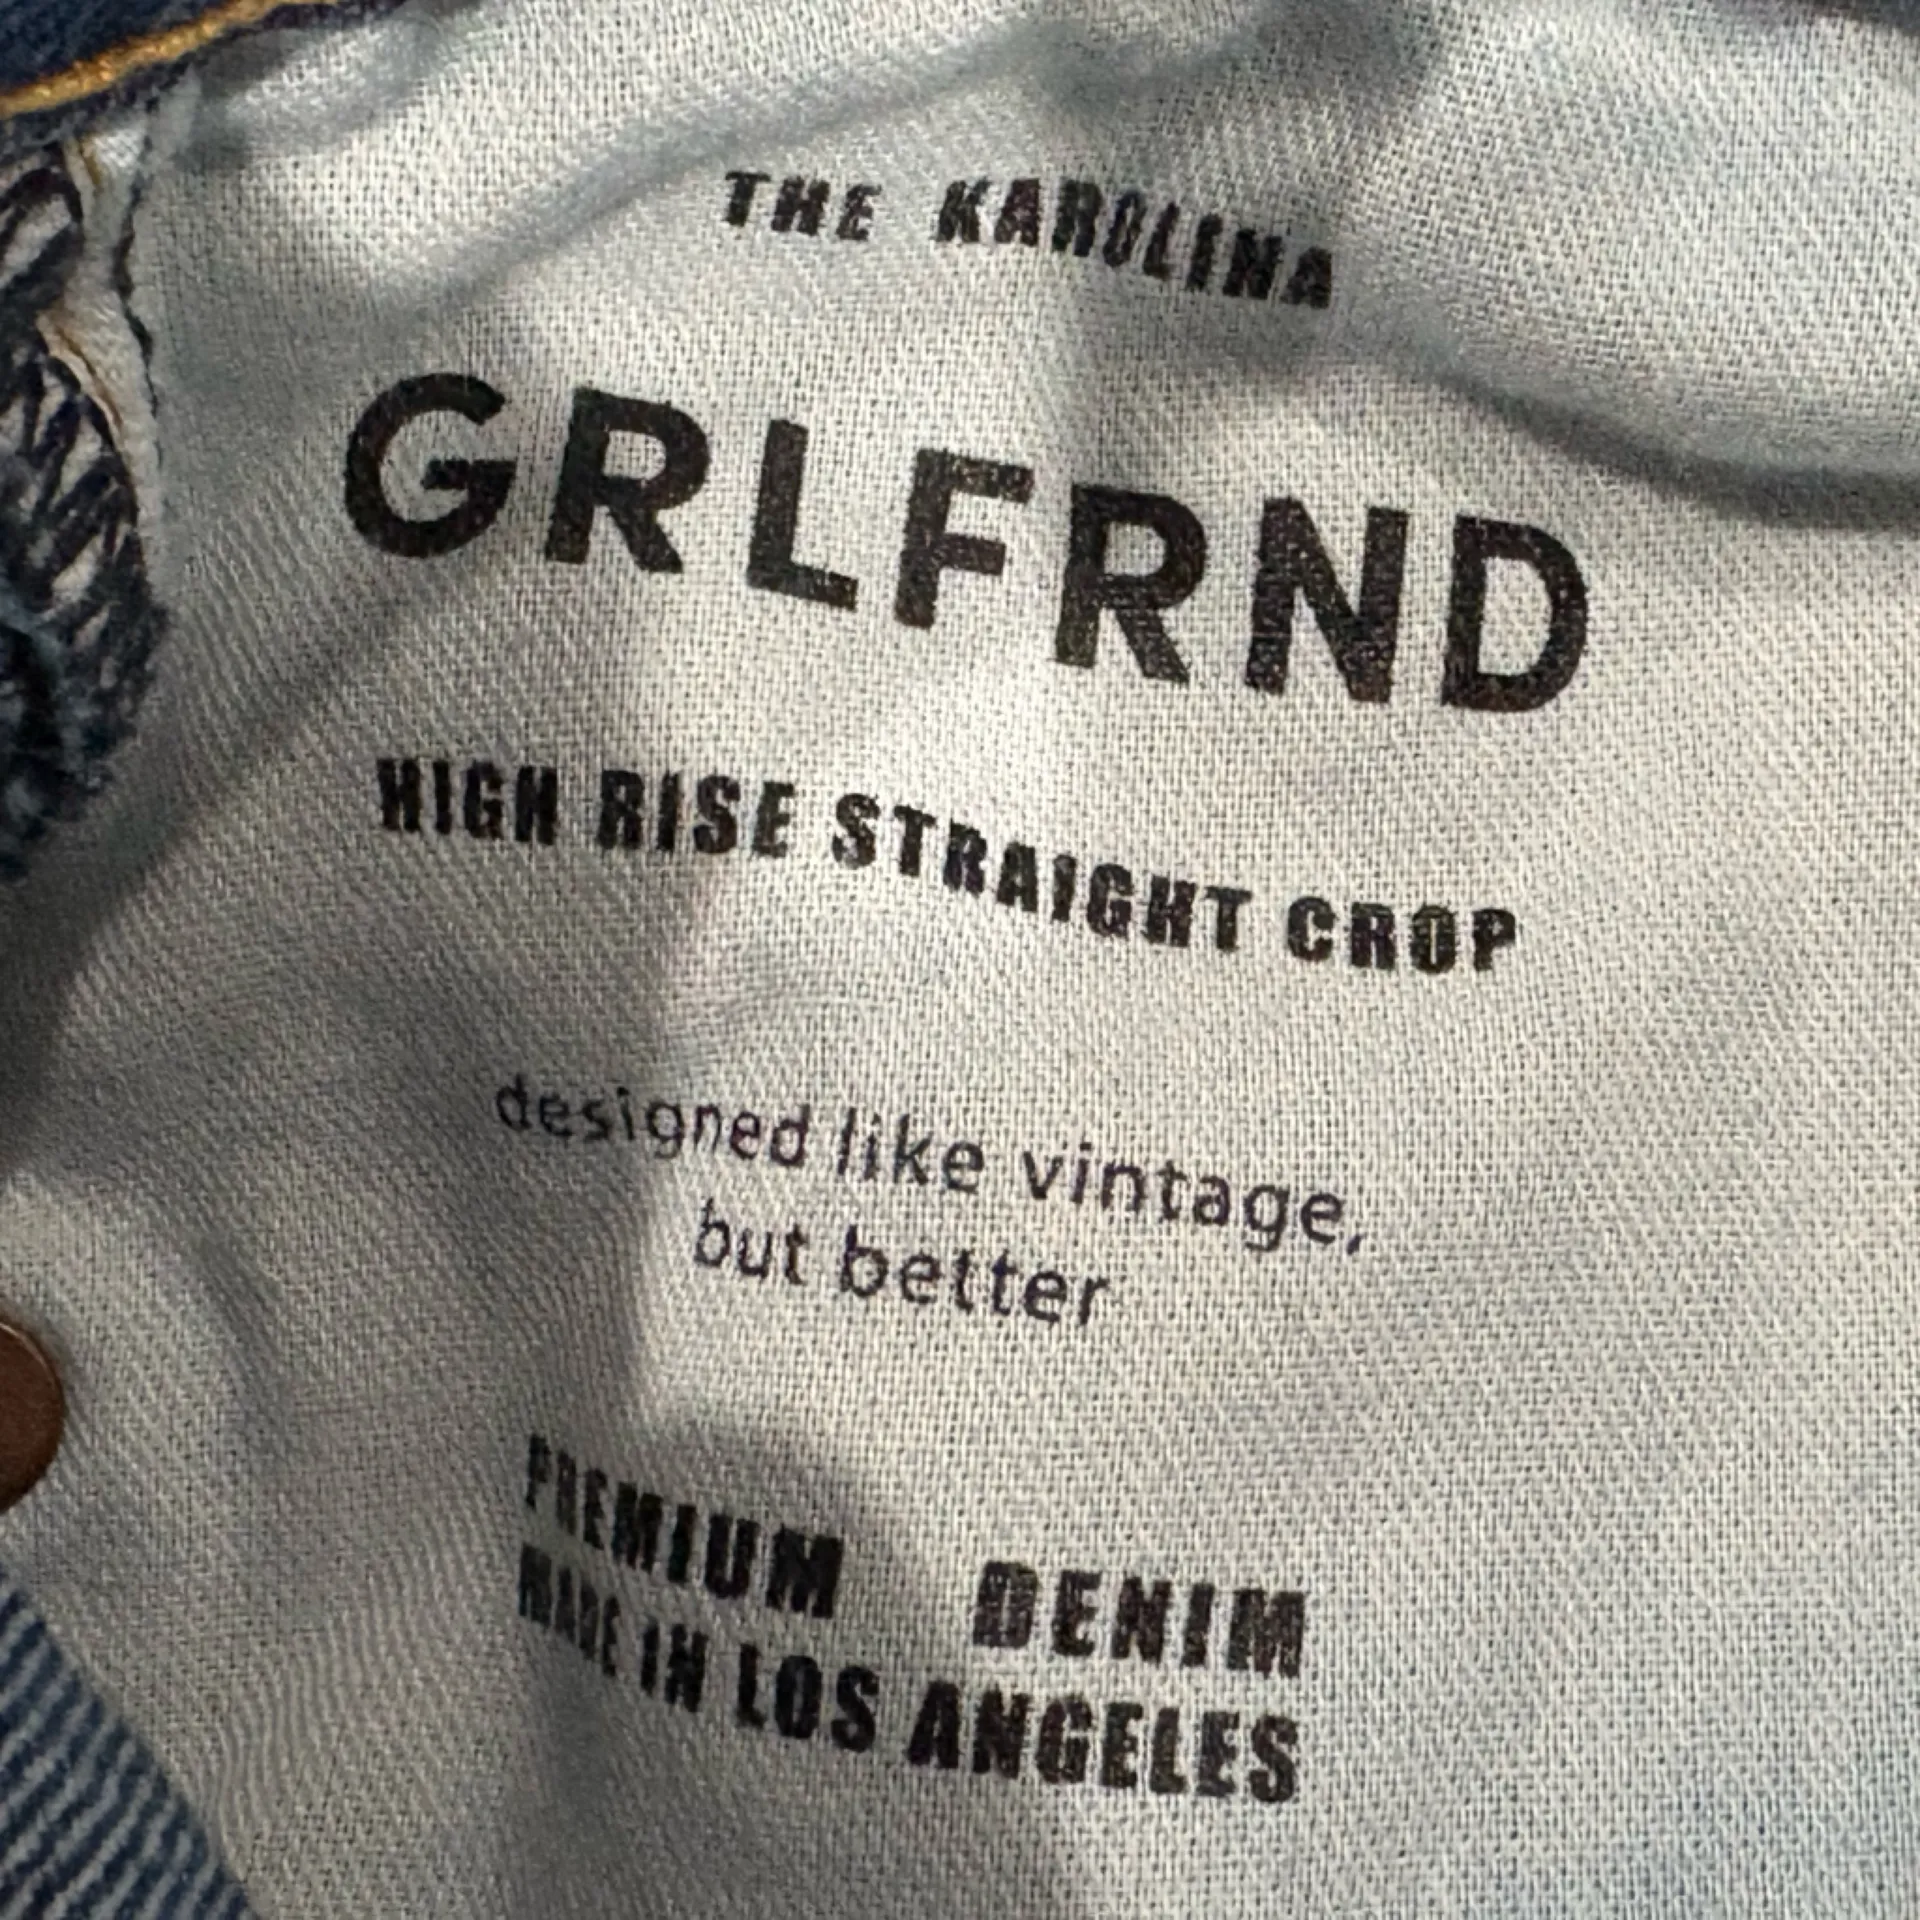 THE KAROLINA
GRLFRND
HIGH RISE STRAIGHT CROP
designed like vintage,
but better
PREMIUM DENIM
MADE IN LOS ANGELES